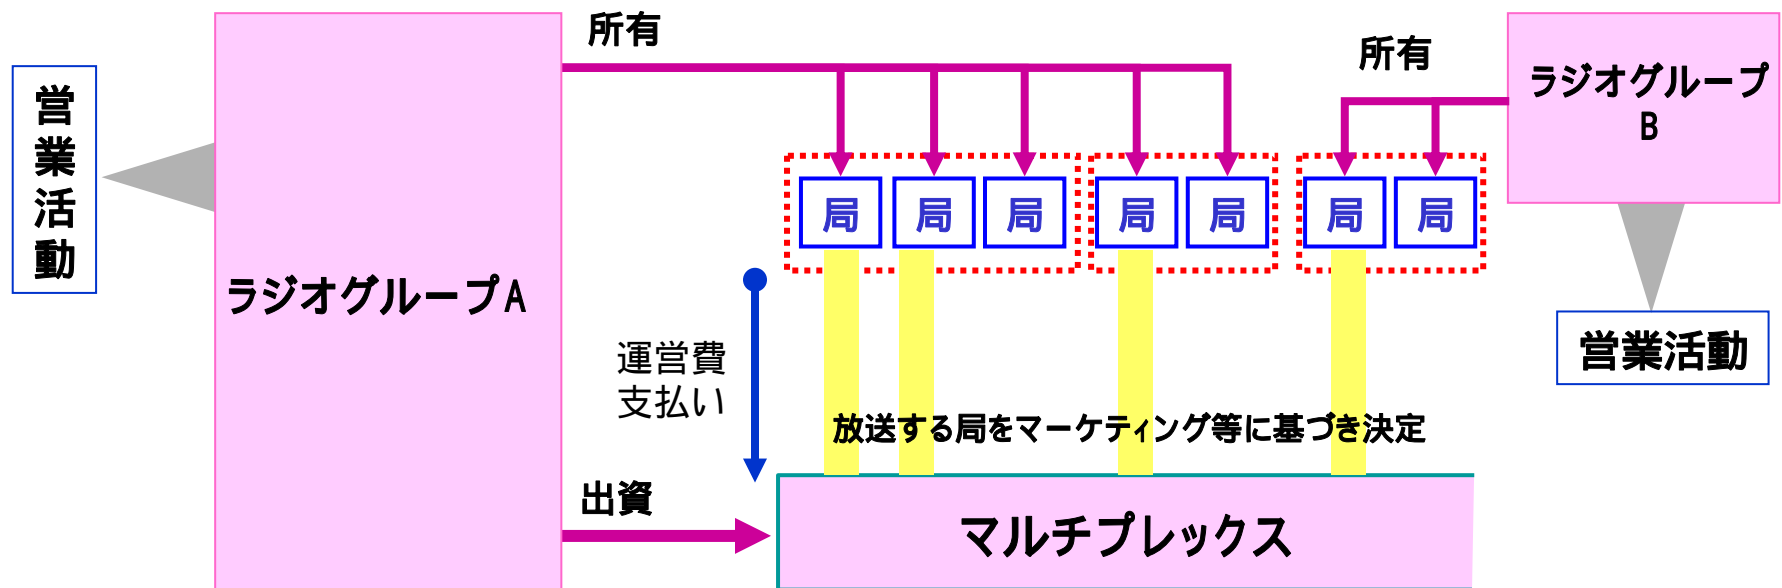 所有
所有
営業活動
ラジオグループ
B
局 局 局 局 局 局 局
ラジオグループA
運営費
支払い
営業活動
放送する局をマーケティング等に基づき決定
出資
マルチプレックス